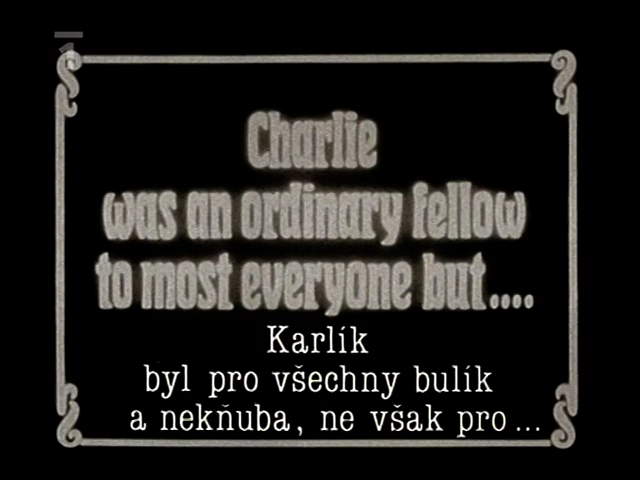 Charlie
was an ordinary fellow
to most everyone but....
Karlík
byl pro všechny bulík
a nekňuba, ne však pro...